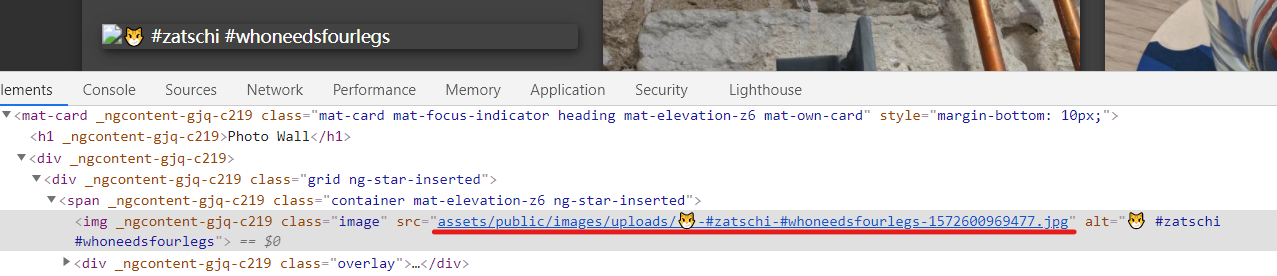 😼 #zatschi #whoneedsfourlegs
lements Console Sources Network Performance Memory Application Security Lighthouse
▼<mat-card _ngcontent-gjq-c219 class="mat-card mat-focus-indicator heading mat-elevation-z6 mat-own-card" style="margin-bottom: 10px;">
<h1 _ngcontent-gjq-c219>Photo Wall</h1>
▼<div _ngcontent-gjq-c219>
▼<div _ngcontent-gjq-c219 class="grid ng-star-inserted">
▼<span _ngcontent-gjq-c219 class="container mat-elevation-z6 ng-star-inserted">
<img _ngcontent-gjq-c219 class="image" src="assets/public/images/uploads/😼-#zatschi-#whoneedsfourlegs-1572600969477.jpg" alt="😼 #zatschi
#whoneedsfourlegs"> == $0
▶<div _ngcontent-gjq-c219 class="overlay">…</div>